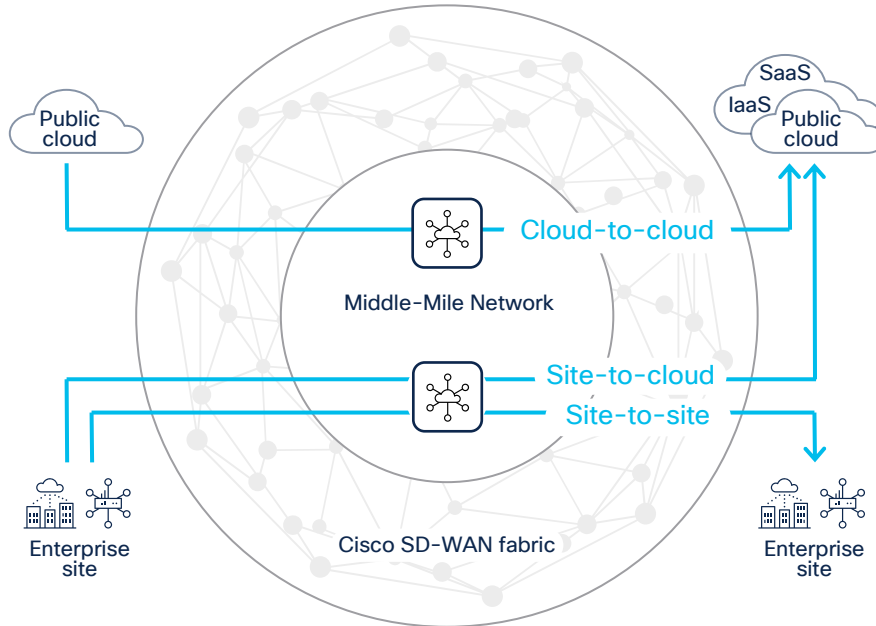 SaaS
IaaS
Public
cloud
Public
cloud
Cloud-to-cloud
Middle-Mile Network
Site-to-cloud
Site-to-site
Cisco SD-WAN fabric
Enterprise
site
Enterprise
site